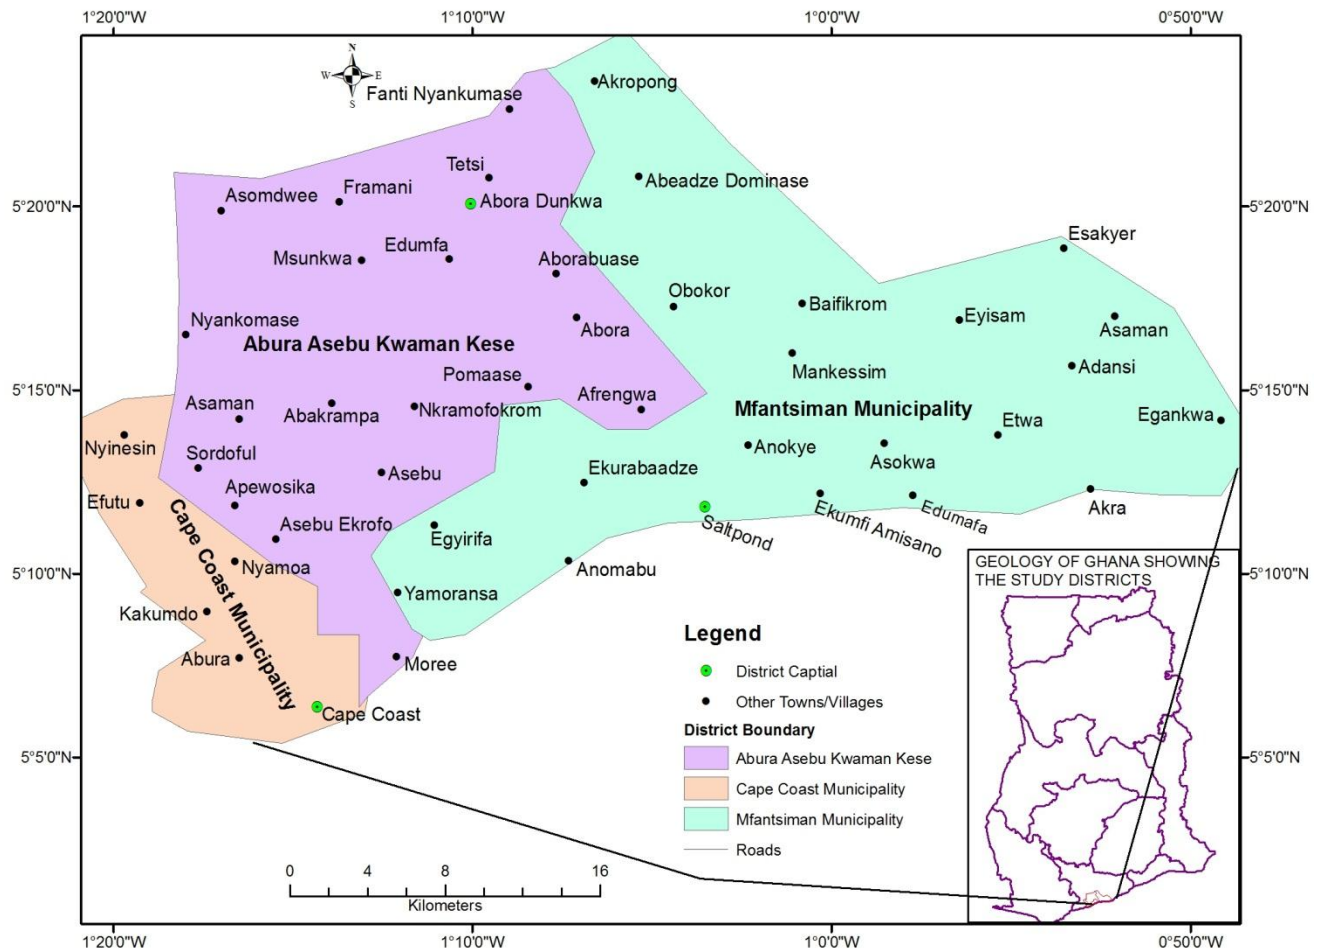 1°20'0"W 1°10'0"W 1°0'0"W 0°50'0"W
N
W E
S
Akropong
Fanti Nyankumase
Tetsi
Abeadze Dominase
Asomdwee
Framani
Abora Dunkwa
5°20'0"N 5°20'0"N
Esakyer
Msunkwa
Edumfa
Aborabuase
Obokor
Baifikrom
Eyisam
Asaman
Nyankomase
Abora
Abura Asebu Kwaman Kese
Mankessim
Adansi
Pomaase
5°15'0"N 5°15'0"N
Asaman
Abakrampa
Nkramofokrom
Afrengwa
Mfantsiman Municipality
Etwa
Egankwa
Nyinesin
Sordoful
Anokye
Asokwa
Asebu
Ekurabaadze
Efutu
Apewosika
Cape Coast Municipality
Asebu Ekrofo
Egyirifa
Saltpond
Ekumfi Amisano
Edumafa
Akra
Nyamoa
Anomabu
5°10'0"N 5°10'0"N
Yamoransa
Kakumdo
Abura
Moree
Cape Coast
5°5'0"N 5°5'0"N
Legend
District Captial
Other Towns/Villages
District Boundary
Abura Asebu Kwaman Kese
Cape Coast Municipality
Mfantsiman Municipality
Roads
GEOLOGY OF GHANA SHOWING
THE STUDY DISTRICTS
0 4 8 12 16
Kilometers
1°20'0"W 1°10'0"W 1°0'0"W 0°50'0"W